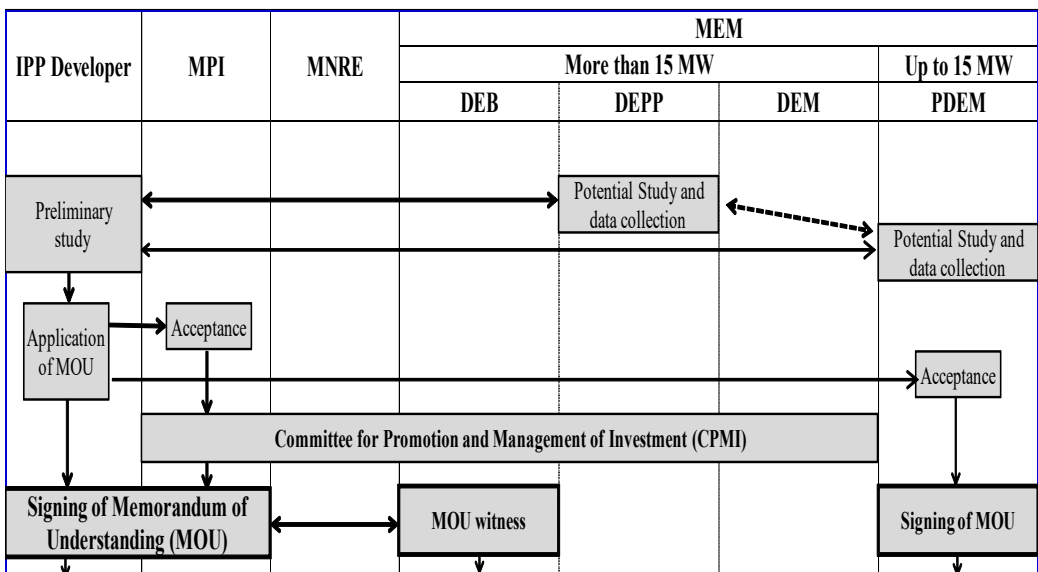 MEM
IPP Developer
MPI
MNRE
More than 15 MW
Up to 15 MW
DEB
DEPP
DEM
PDEM
Preliminary
study
Potential Study and
data collection
Potential Study and
data collection
Application
of MOU
Acceptance
Acceptance
Committee for Promotion and Management of Investment (CPMI)
Signing of Memorandum of
Understanding (MOU)
MOU witness
Signing of MOU